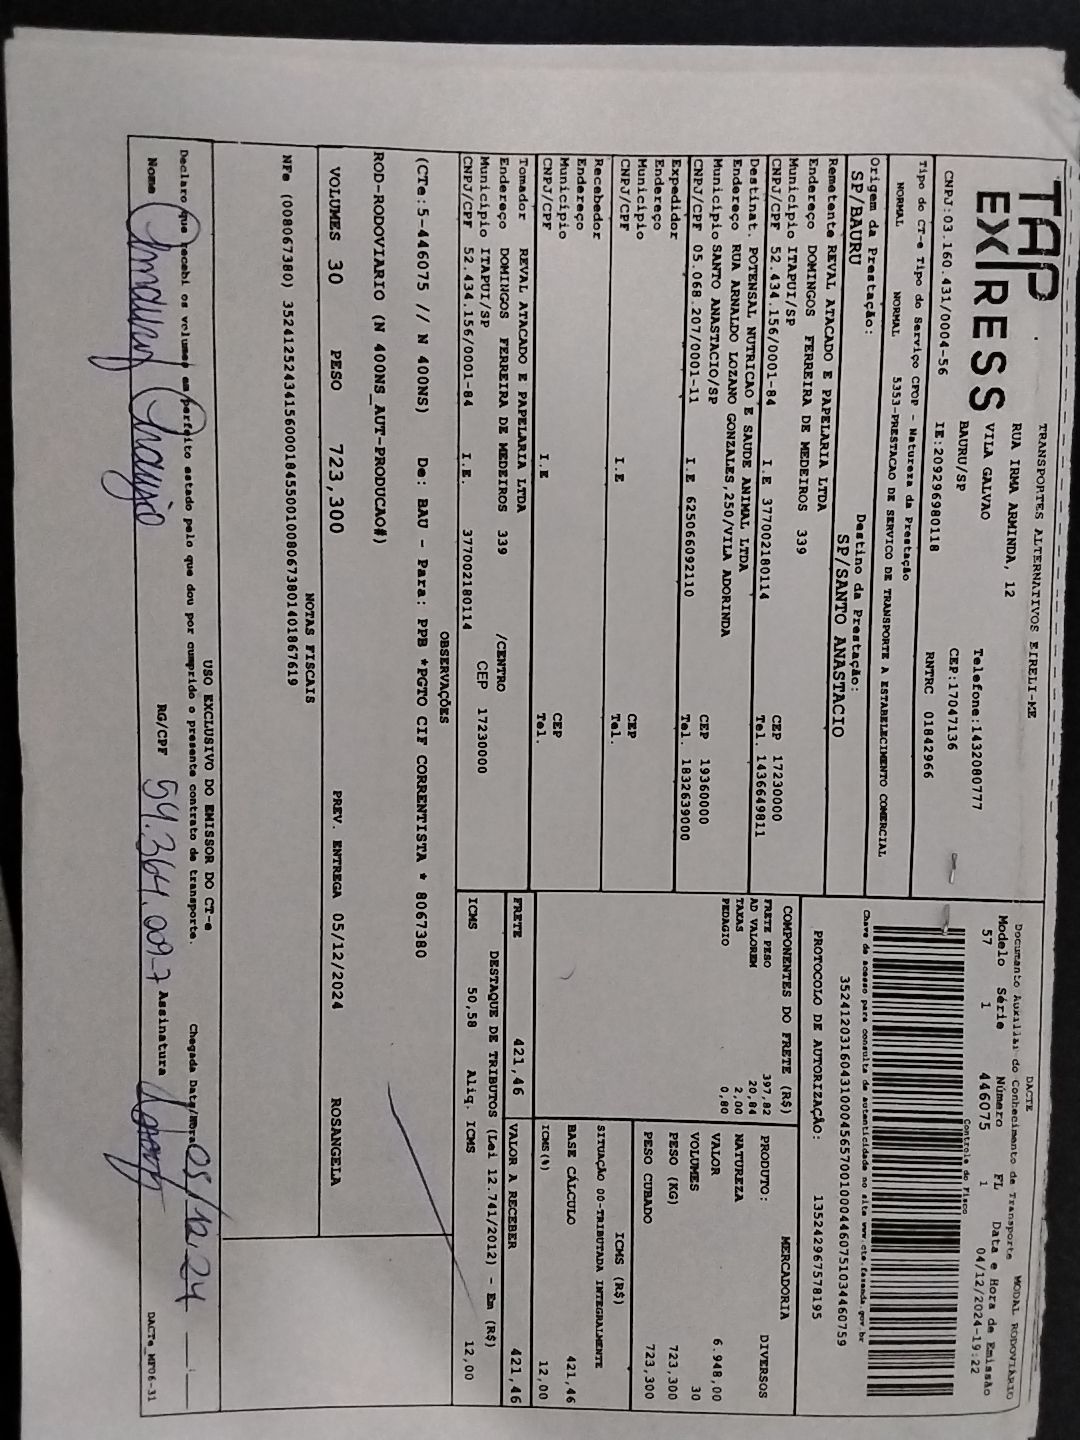 TAP
EXPRESS
TRANSPORTES ALTERNATIVOS EIRELI-ME
RUA IRMA ARMINDA, 12
VILA GALVAO
BAURU/SP
Telefone:1432080777
CEP:17047136
CNPJ:03.160.431/0004-56 IE:209296980118 RNTRC 01842966
DACTE
Documento Auxiliar do Conhecimento de Transporte MODAL RODOVIÁRIO
Modelo Série Número FL Data e Hora de Emissão
57 1 446075 1 04/12/2024-19:22
Controle do Fisco
Chave de acesso para consulta de autenticidade no site www.cte.fazenda.gov.br
35241203160431000456570010004460751034460759
PROTOCOLO DE AUTORIZAÇÃO: 135242967578195
Tipo do CT-e Tipo do Serviço CFOP - Natureza da Prestação
NORMAL NORMAL 5353-PRESTACAO DE SERVICO DE TRANSPORTE A ESTABELECIMENTO COMERCIAL
Origem da Prestação: Destino da Prestação:
SP/BAURU SP/SANTO ANASTACIO
Remetente REVAL ATACADO E PAPELARIA LTDA
Endereço DOMINGOS FERREIRA DE MEDEIROS 339
Município ITAPUI/SP CEP 17230000
CNPJ/CPF 52.434.156/0001-84 I.E 377002180114 Tel. 1436649811
Destinat. POTENSAL NUTRICAO E SAUDE ANIMAL LTDA
Endereço RUA ARNALDO LOZANO GONZALES,250/VILA ADORINDA
Município SANTO ANASTACIO/SP CEP 19360000
CNPJ/CPF 05.068.207/0001-11 I.E 625066092110 Tel. 1832639000
Expedidor
Endereço
Município CEP
CNPJ/CPF I.E Tel.
Recebedor
Endereço
Município CEP
CNPJ/CPF I.E Tel.
Tomador REVAL ATACADO E PAPELARIA LTDA
Endereço DOMINGOS FERREIRA DE MEDEIROS 339 /CENTRO
Município ITAPUI/SP CEP 17230000
CNPJ/CPF 52.434.156/0001-84 I.E. 377002180114
COMPONENTES DO FRETE (R$)
FRETE PESO 397,82
AD VALOREM 20,84
TAXAS 2,00
PEDAGIO 0,80
MERCADORIA
PRODUTO: DIVERSOS
NATUREZA
VALOR 6.948,00
VOLUMES 30
PESO (KG) 723,300
PESO CUBADO 723,300
ICMS (R$)
SITUAÇÃO 00-TRIBUTADA INTEGRALMENTE
BASE CÁLCULO 421,46
ICMS(%) 12,00
FRETE 421,46 VALOR A RECEBER 421,46
DESTAQUE DE TRIBUTOS (Lei 12.741/2012) - Em (R$)
ICMS 50,58 Aliq. ICMS 12,00
OBSERVAÇÕES
(CTe:5-446075 // N 400NS) De: BAU - Para: PPB *PGTO CIF CORRENTISTA * 8067380
ROD-RODOVIARIO (N 400NS_AUT-PRODUCAO#)
VOLUMES 30 PESO 723,300 PREV. ENTREGA 05/12/2024 ROSANGELA
NOTAS FISCAIS
NFe (008067380) 35241252434156000184550010080673801401867619
USO EXCLUSIVO DO EMISSOR DO CT-e
Declaro que recebi os volumes em perfeito estado pelo que dou por cumprido o presente contrato de transporte. Chegada Data/Hora 05/12/24
Nome Amaury Araujo RG/CPF 54.364.009-7 Assinatura
DACTe_MF06-31